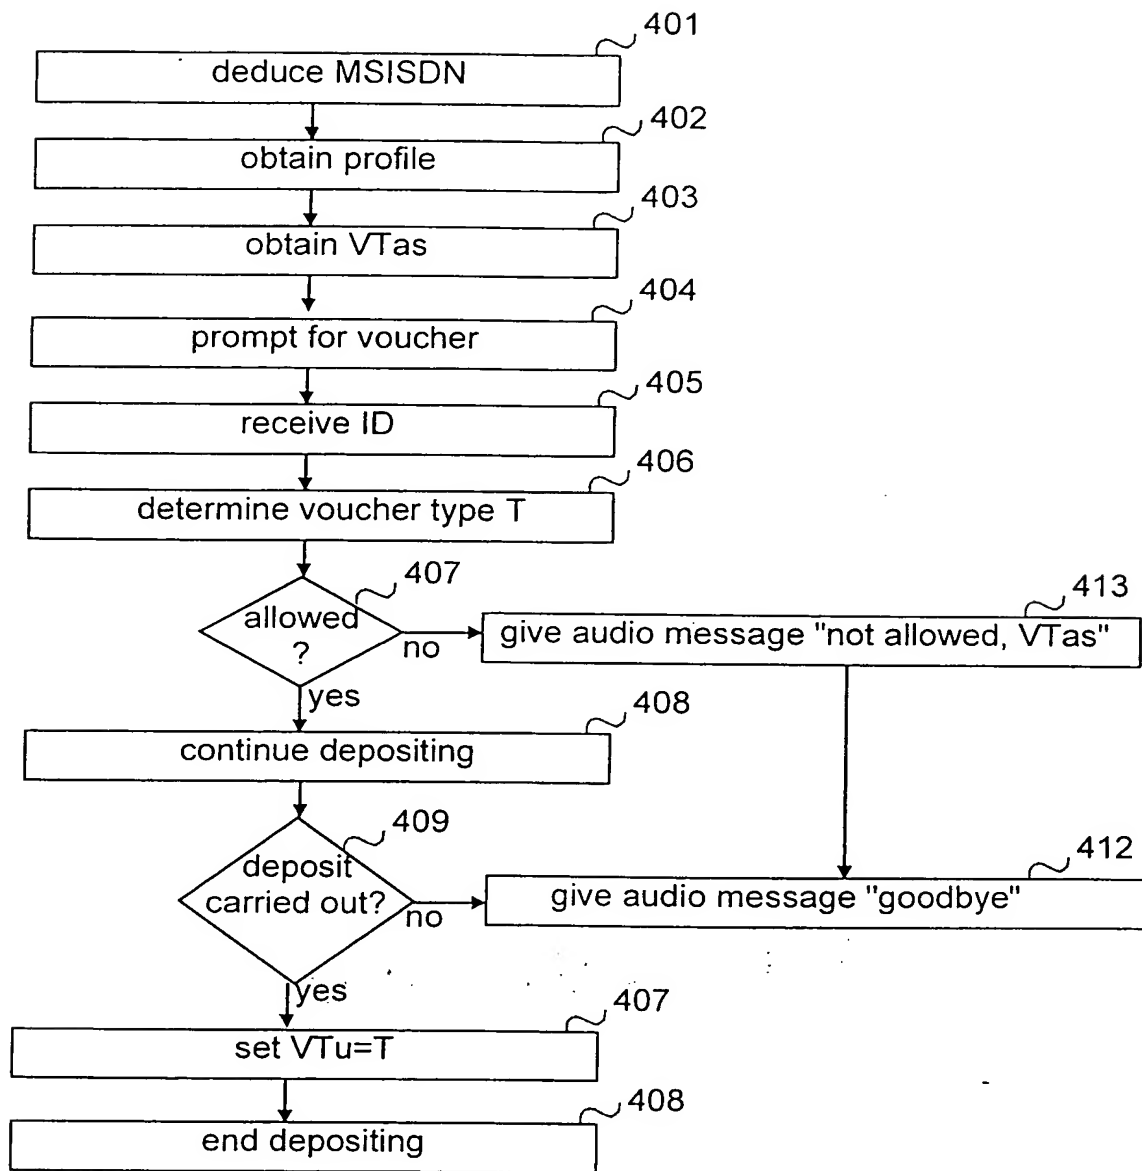 401
deduce MSISDN
402
obtain profile
403
obtain VTas
404
prompt for voucher
405
receive ID
406
determine voucher type T
407
allowed
?
no
yes
413
give audio message "not allowed, VTas"
408
continue depositing
409
deposit
carried out?
no
yes
412
give audio message "goodbye"
407
set VTu=T
408
end depositing